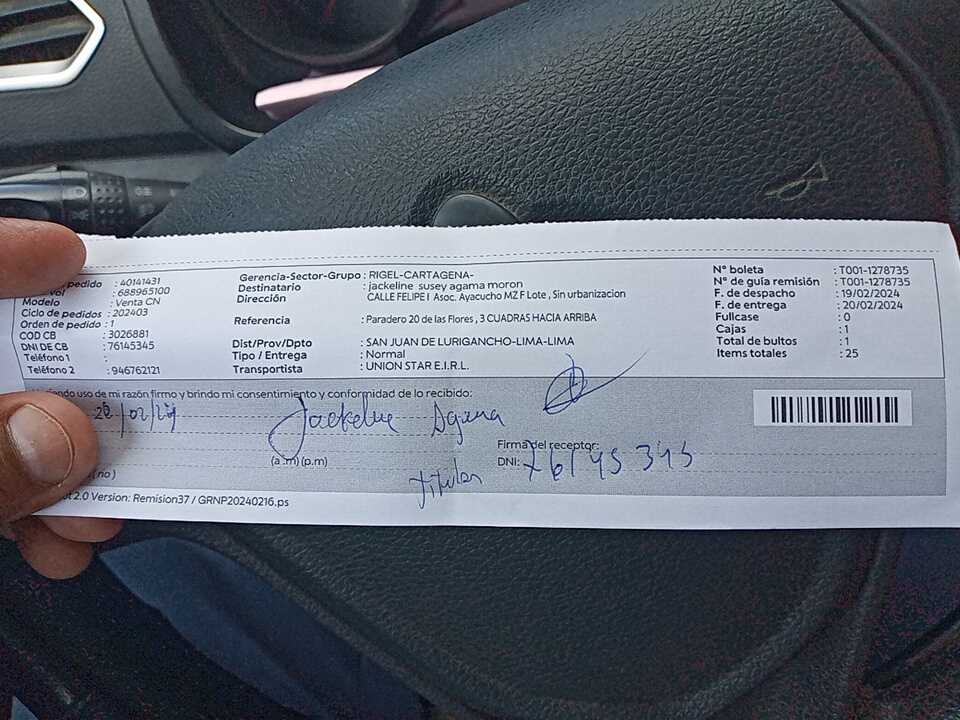 pedido : 40141431
: 688965100
Modelo : Venta CN
Ciclo de pedidos : 202403
Orden de pedido : 1
COD CB : 3026881
DNI DE CB : 76145345
Teléfono 1 :
Teléfono 2 : 946762121
Gerencia-Sector-Grupo : RIGEL-CARTAGENA-
Destinatario : jackeline susey agama moron
Dirección : CALLE FELIPE I Asoc. Ayacucho MZ F Lote , Sin urbanizacion
Referencia : Paradero 20 de las Flores , 3 CUADRAS HACIA ARRIBA
Dist/Prov/Dpto : SAN JUAN DE LURIGANCHO-LIMA-LIMA
Tipo / Entrega : Normal
Transportista : UNION STAR E.I.R.L.
N° boleta : T001-1278735
N° de guía remisión : T001-1278735
F. de despacho : 19/02/2024
F. de entrega : 20/02/2024
Fullcase : 0
Cajas : 1
Total de bultos : 1
Items totales : 25
uso de mi razón firmo y brindo mi consentimiento y conformidad de lo recibido:
20/02/24
Jackeline Agama
(a .m) (p.m)
Firma del receptor:
DNI: 76145345
titular
(no)
2.0 Version: Remision37 / GRNP20240216.ps